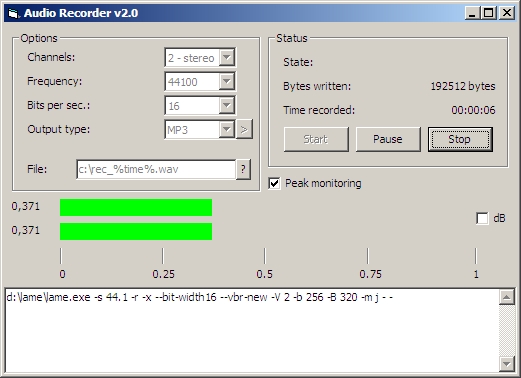 Audio Recorder v2.0
Options
Channels: 2 - stereo
Frequency: 44100
Bits per sec.: 16
Output type: MP3 >
File: c:\rec_%time%.wav ?
Status
State:
Bytes written: 192512 bytes
Time recorded: 00:00:06
Start Pause Stop
Peak monitoring
0,371
0,371
dB
0 0.25 0.5 0.75 1
d:\lame\lame.exe -s 44.1 -r -x --bit-width16 --vbr-new -V 2 -b 256 -B 320 -m j - -